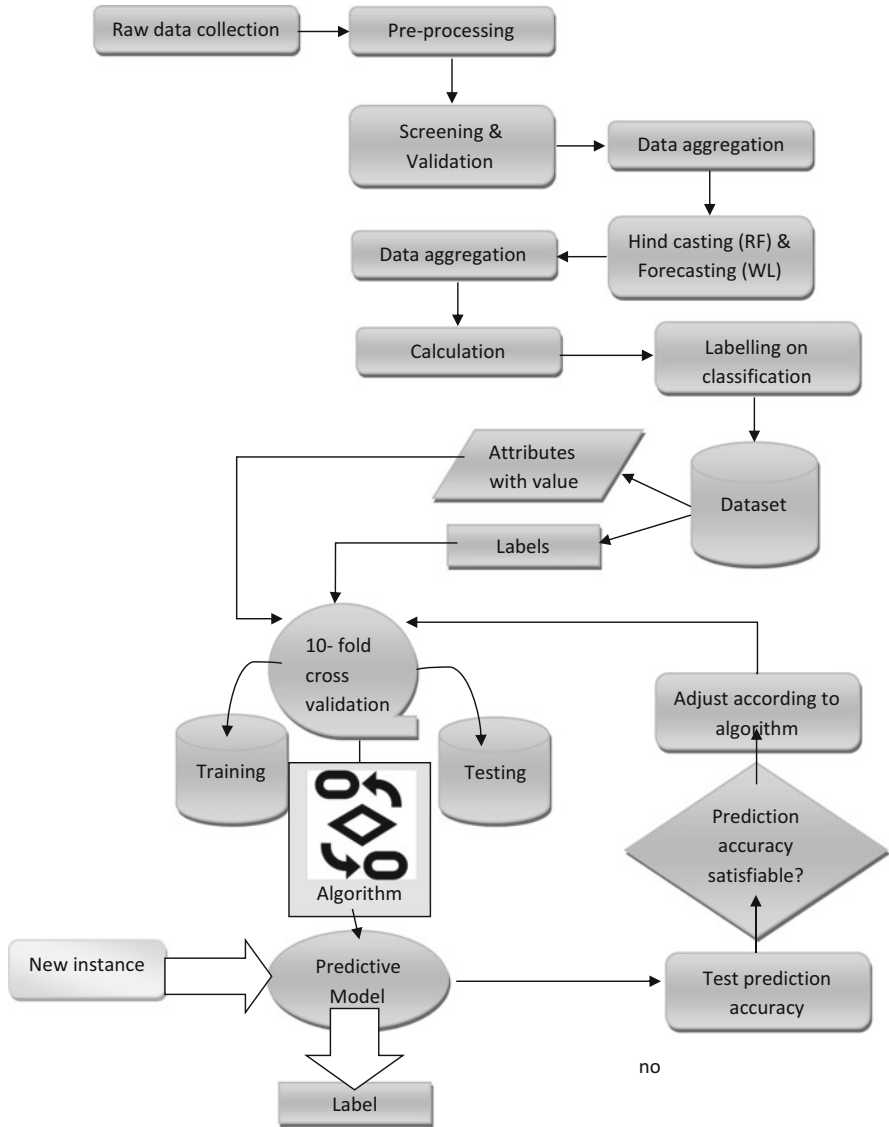 Raw data collection
Pre-processing
Screening &
Validation
Data aggregation
Hind casting (RF) &
Forecasting (WL)
Data aggregation
Calculation
Labelling on
classification
Dataset
Attributes
with value
Labels
10- fold
cross
validation
Training
Testing
Algorithm
Adjust according to
algorithm
Prediction
accuracy
satisfiable?
Test prediction
accuracy
New instance
Predictive
Model
no
Label